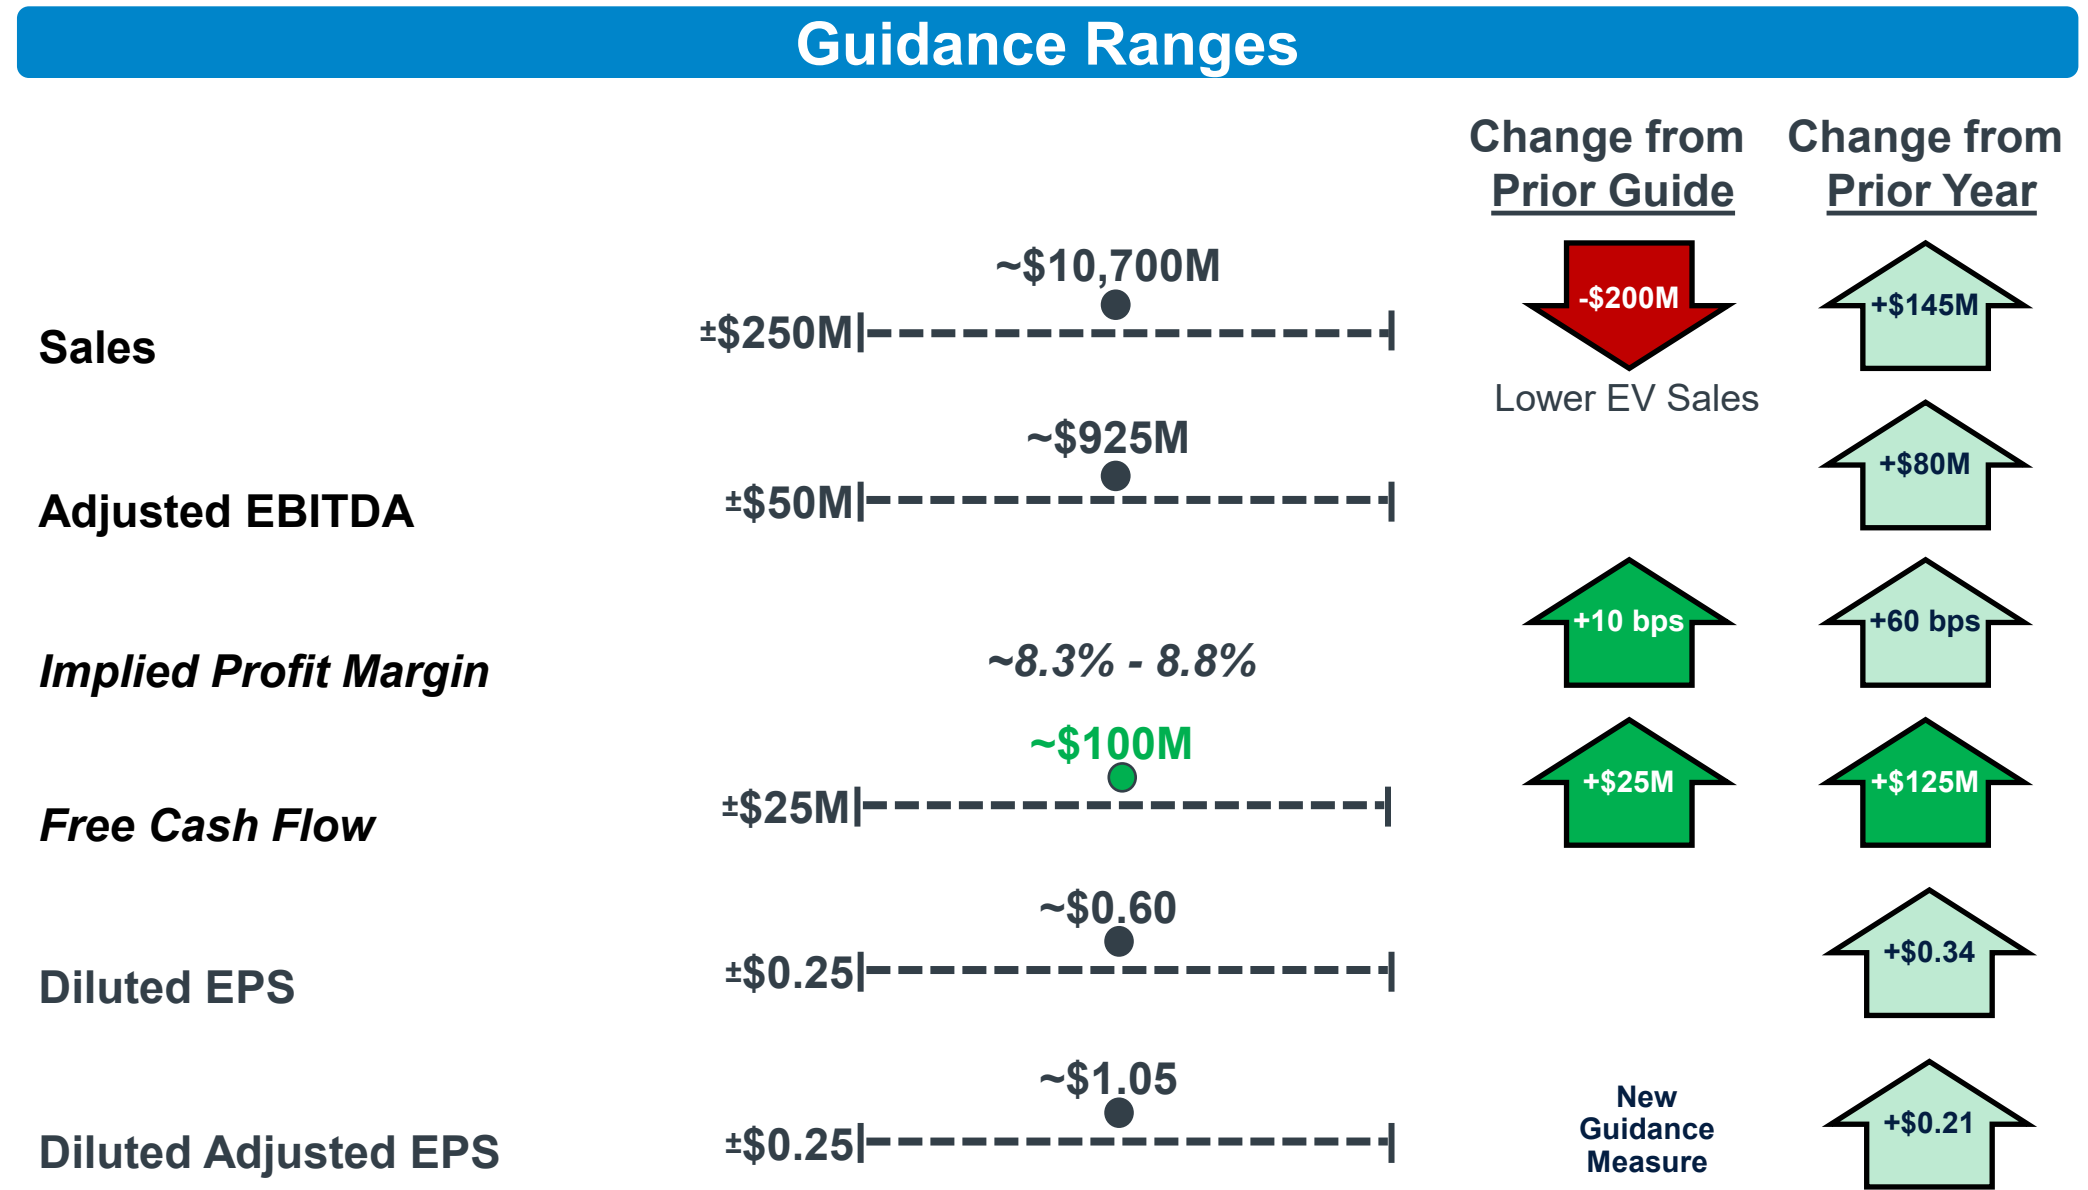 Guidance Ranges
Change from
Prior Guide
Change from
Prior Year
Sales
±$250M
~$10,700M
-$200M
Lower EV Sales
+$145M
Adjusted EBITDA
±$50M
~$925M
+$80M
Implied Profit Margin
~8.3% - 8.8%
+10 bps
+60 bps
Free Cash Flow
±$25M
~$100M
+$25M
+$125M
Diluted EPS
±$0.25
~$0.60
+$0.34
Diluted Adjusted EPS
±$0.25
~$1.05
New
Guidance
Measure
+$0.21